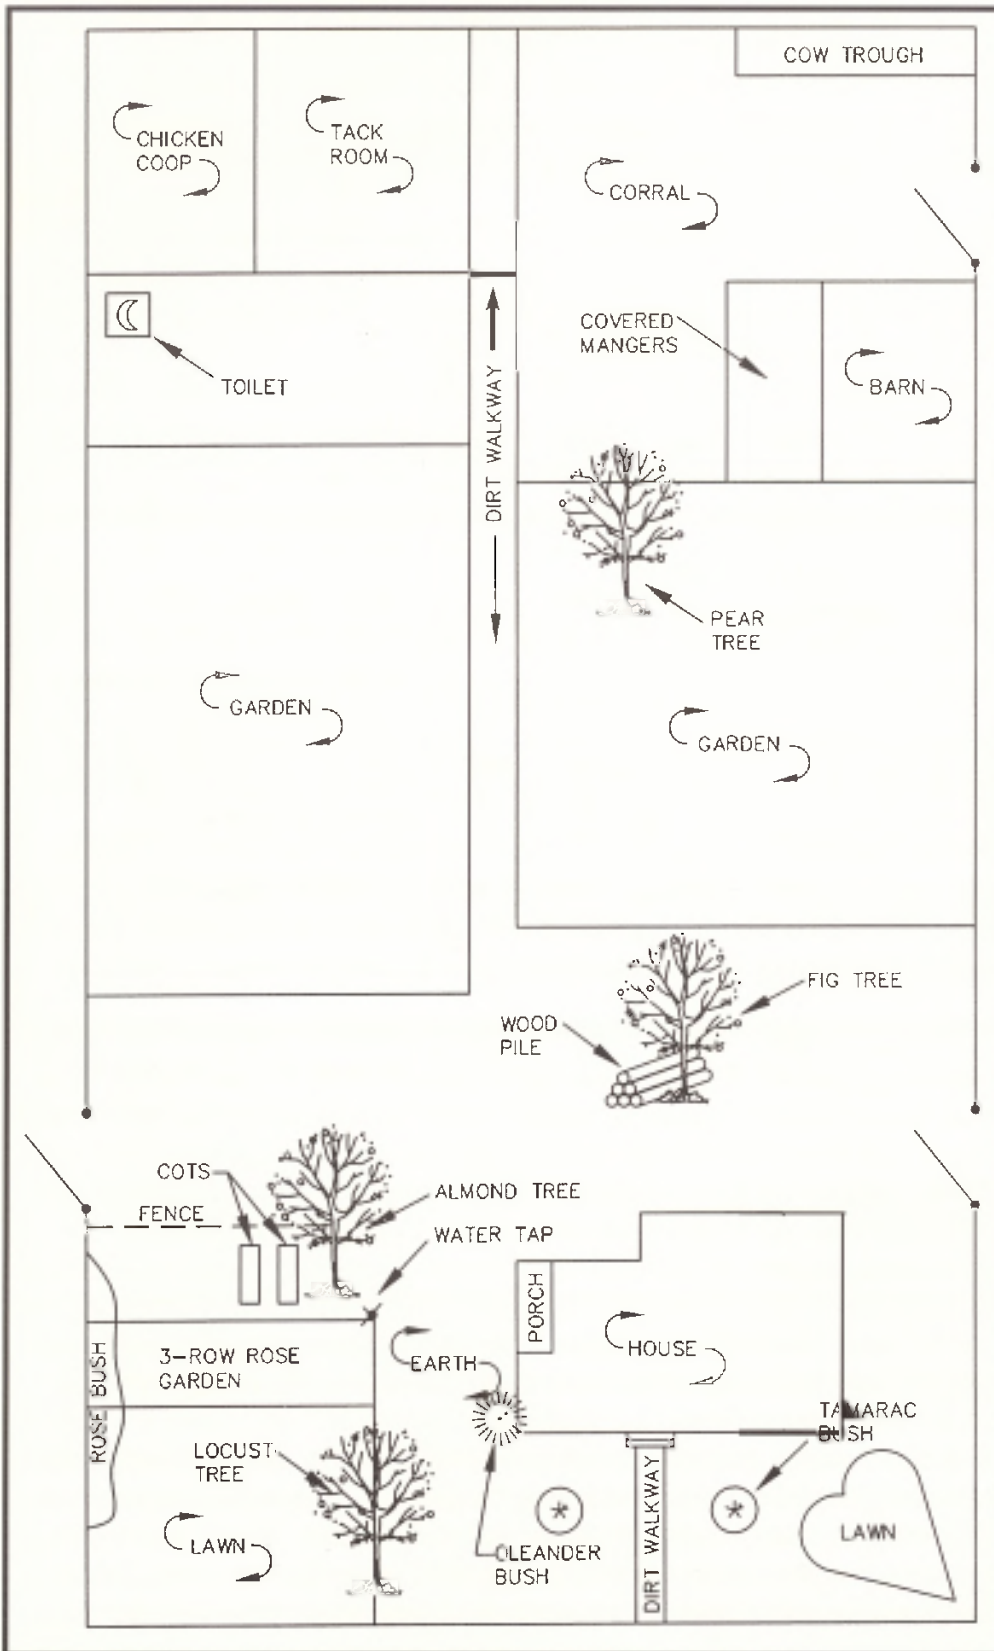 COW TROUGH
CHICKEN
COOP
TACK
ROOM
CORRAL
COVERED
MANGERS
BARN
TOILET
DIRT WALKWAY
PEAR
TREE
GARDEN
GARDEN
FIG TREE
WOOD
PILE
COTS
FENCE
ALMOND TREE
WATER TAP
PORCH
HOUSE
EARTH
3-ROW ROSE
GARDEN
ROSE BUSH
TAMARAC
BUSH
LOCUST
TREE
LAWN
OLEANDER
BUSH
DIRT WALKWAY
LAWN